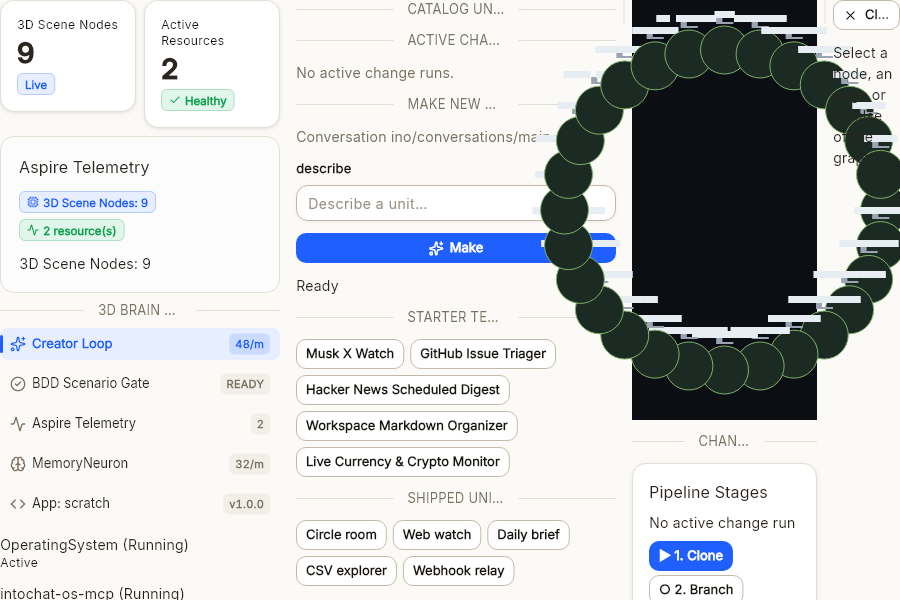 3D Scene Nodes
9
Live
Active
Resources
2
Healthy
Aspire Telemetry
3D Scene Nodes: 9
2 resource(s)
3D Scene Nodes: 9
3D BRAIN ...
Creator Loop
48/m
BDD Scenario Gate
READY
Aspire Telemetry
2
MemoryNeuron
32/m
App: scratch
v1.0.0
OperatingSystem (Running)
Active
intochat-os-mcp (Running)
CATALOG UN...
ACTIVE CHA...
No active change runs.
MAKE NEW ...
Conversation ino/conversations/main
describe
Describe a unit...
Make
Ready
STARTER TE...
Musk X Watch
GitHub Issue Triager
Hacker News Scheduled Digest
Workspace Markdown Organizer
Live Currency & Crypto Monitor
SHIPPED UNI...
Circle room
Web watch
Daily brief
CSV explorer
Webhook relay
CHAN...
Pipeline Stages
No active change run
1. Clone
2. Branch
Cl...
Select a
node, an
or
of the